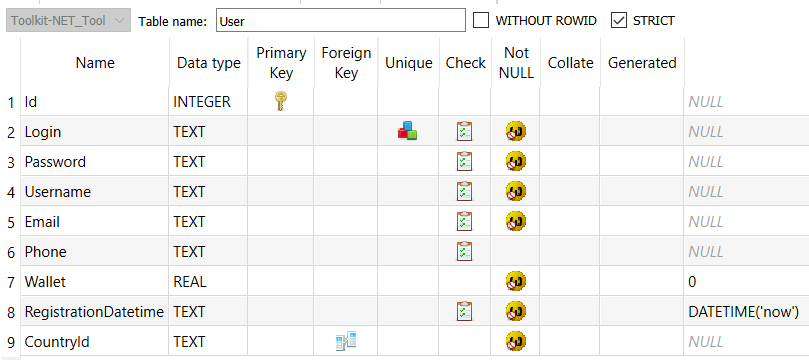 Toolkit-NET_Tool Table name: User WITHOUT ROWID STRICT
Name Data type Primary Key Foreign Key Unique Check Not NULL Collate Generated
1 Id INTEGER NULL
2 Login TEXT NULL
3 Password TEXT NULL
4 Username TEXT NULL
5 Email TEXT NULL
6 Phone TEXT NULL
7 Wallet REAL 0
8 RegistrationDatetime TEXT DATETIME('now')
9 CountryId TEXT NULL